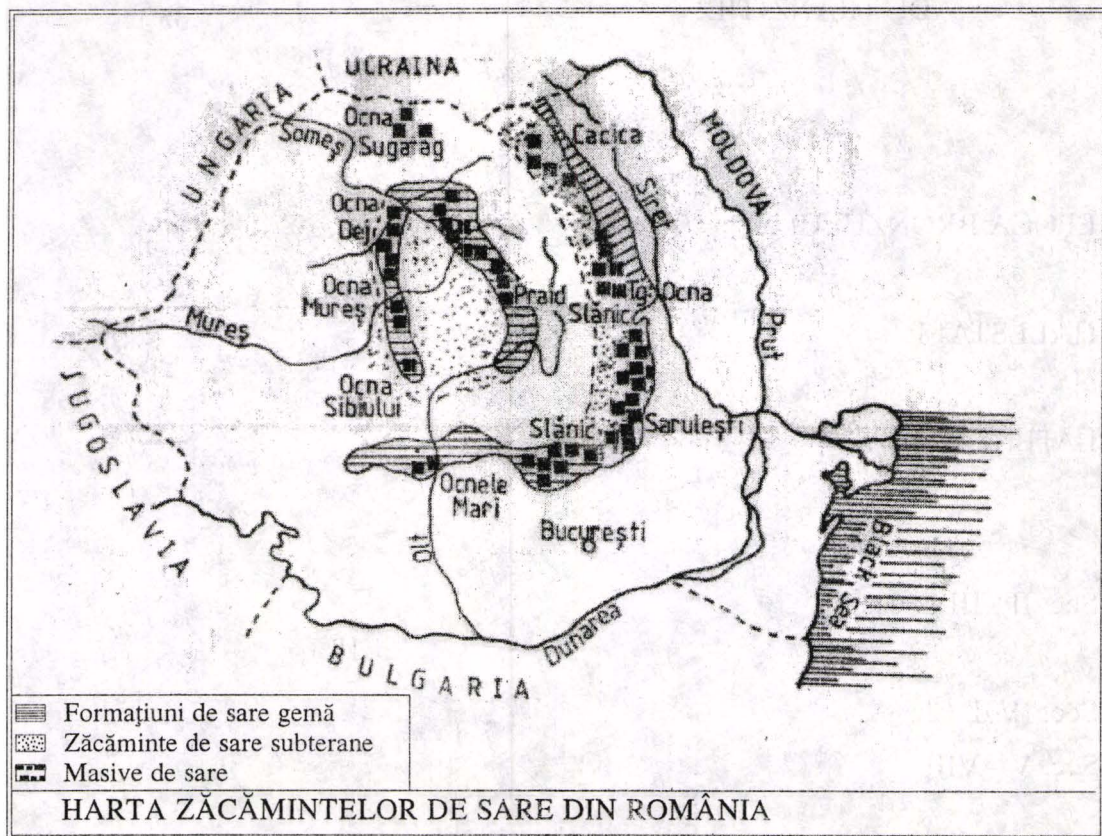 UCRAINA
UNGARIA
Someș
Ocna
Sugatag
Cacica
MOLDOVA
Siret
Ocna
Dej
Ocna
Mureș
Mureș
Praid
Tg. Ocna
Slănic
Prut
JUGOSLAVIA
Ocna
Sibiului
Slănic
Sarulești
Ocnele
Mari
București
Olt
Black Sea
Dunarea
BULGARIA
Formațiuni de sare gemă
Zăcăminte de sare subterane
Masive de sare
HARTA ZĂCĂMINTELOR DE SARE DIN ROMÂNIA